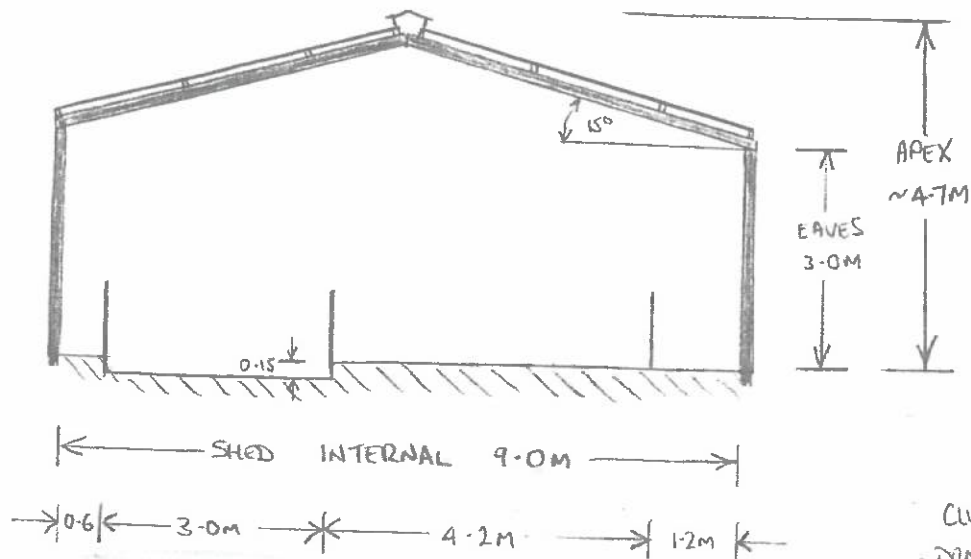 15°
APEX
~4.7M
EAVES
3.0M
0.15
SHED INTERNAL 9.0M
0.6 3.0M 4.2M 1.2M